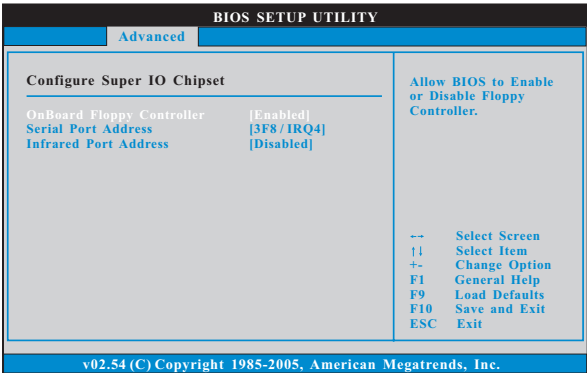 BIOS SETUP UTILITY
Advanced
Configure Super IO Chipset
OnBoard Floppy Controller [Enabled]
Serial Port Address [3F8 / IRQ4]
Infrared Port Address [Disabled]
Allow BIOS to Enable
or Disable Floppy
Controller.
←→ Select Screen
↑↓ Select Item
+- Change Option
F1 General Help
F9 Load Defaults
F10 Save and Exit
ESC Exit
v02.54 (C) Copyright 1985-2005, American Megatrends, Inc.